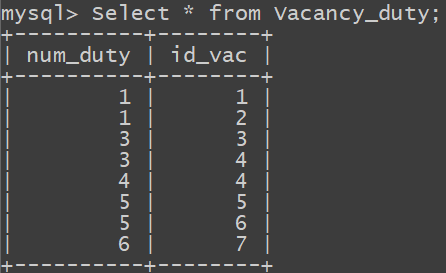 mysql> Select * from Vacancy_duty;
+----------+--------+
| num_duty | id_vac |
+----------+--------+
|        1 |      1 |
|        1 |      2 |
|        3 |      3 |
|        3 |      4 |
|        4 |      4 |
|        5 |      5 |
|        5 |      6 |
|        6 |      7 |
+----------+--------+